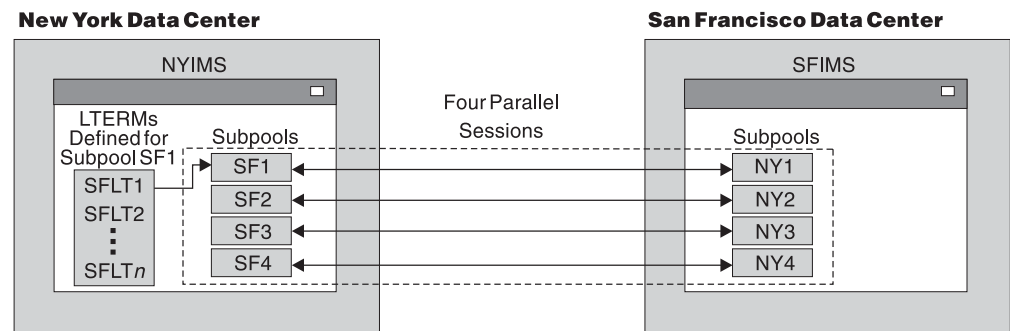 New York Data Center
San Francisco Data Center
NYIMS
SFIMS
LTERMs
Defined for
Subpool SF1
SFLT1
SFLT2
SFLTn
Subpools
SF1
SF2
SF3
SF4
Four Parallel
Sessions
Subpools
NY1
NY2
NY3
NY4